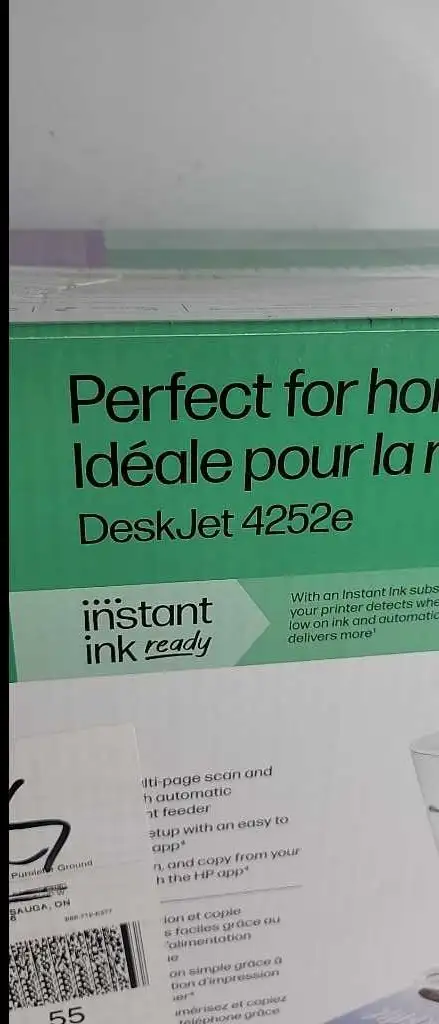 Perfect for ho
Idéale pour la
DeskJet 4252e
instant
ink ready
With an Instant Ink subs
your printer detects whe
low on ink and automatic
delivers more¹
lti-page scan and
h automatic
nt feeder
etup with an easy to
app⁴
n, and copy from your
h the HP app⁴
Purolator Ground
SAUGA, ON
ion et copie
s faciles grâce au
'alimentation
ie
on simple grâce à
tion d'impression
ier⁴
imérisez et copiez
téléphone grâce
55